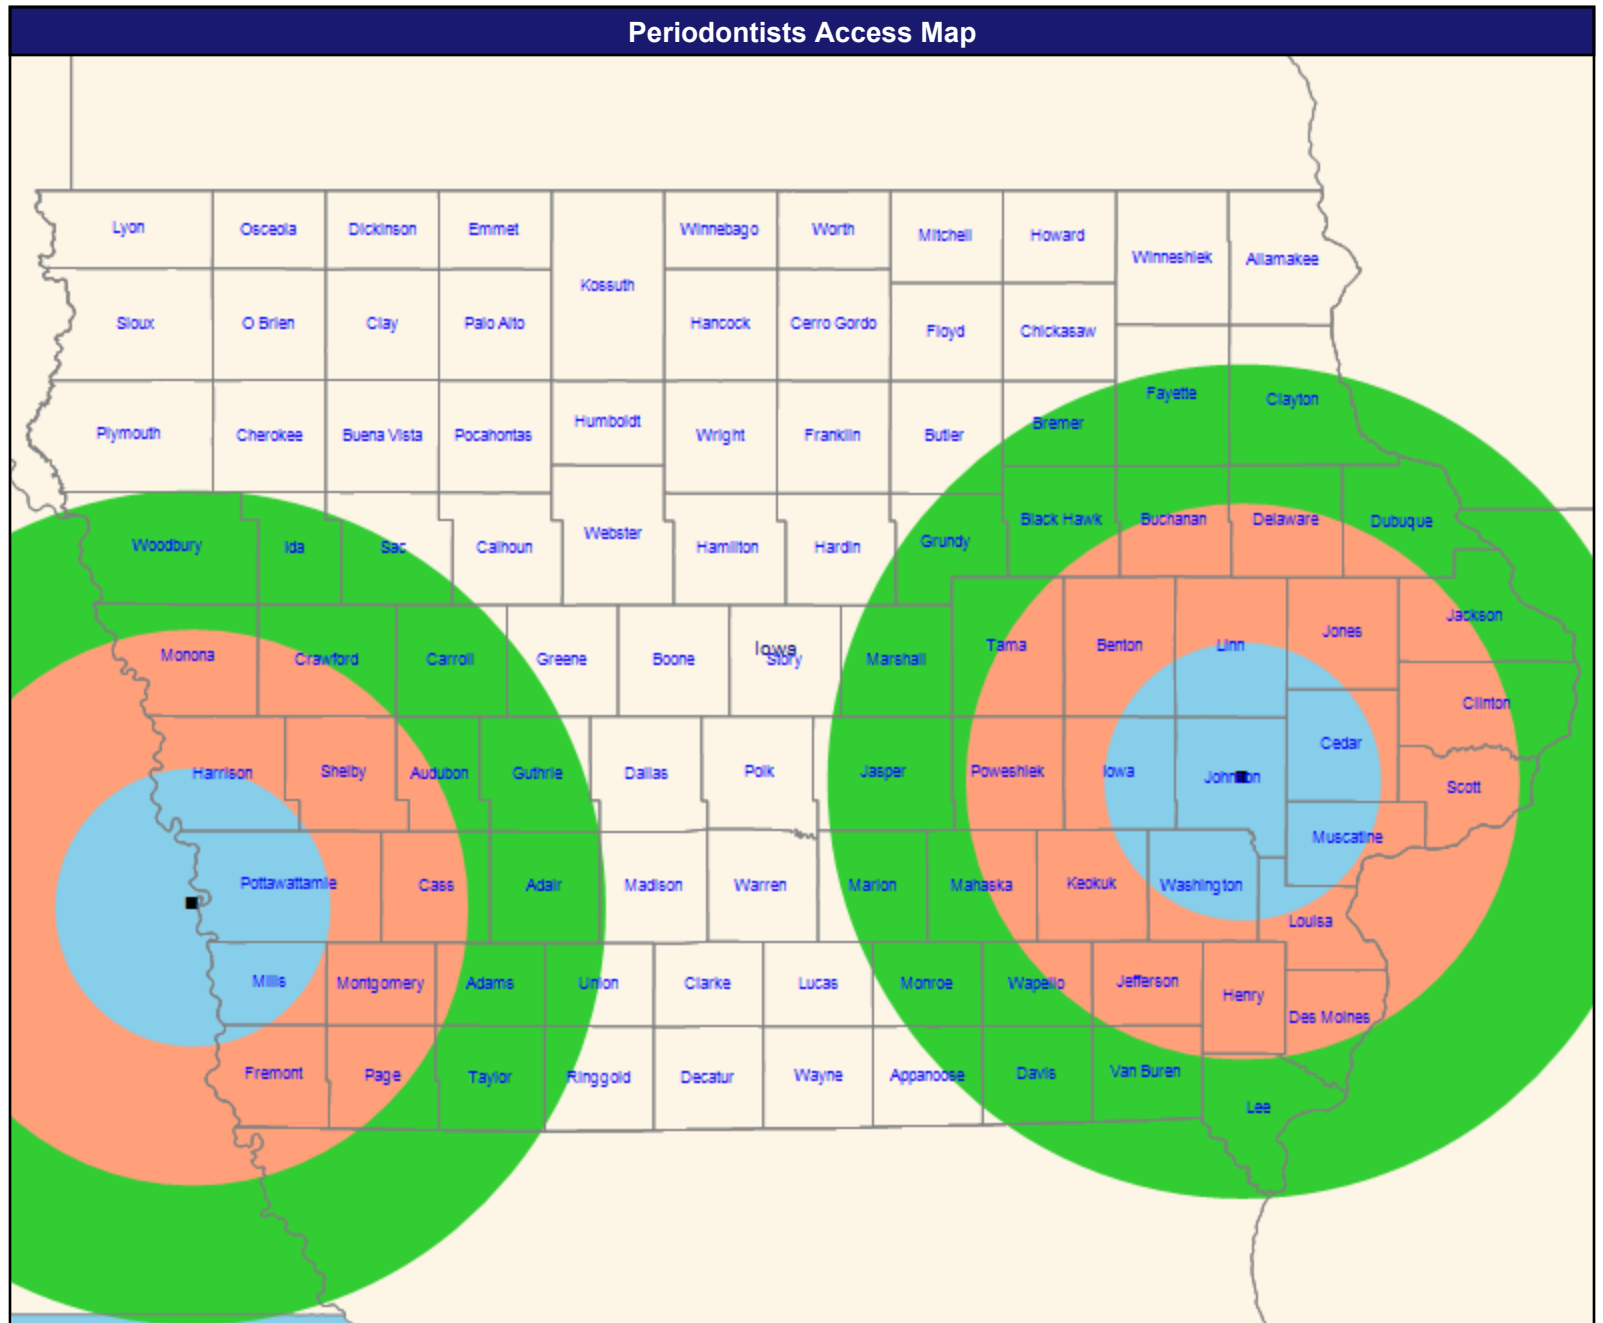 Periodontists Access Map
Lyon Osceola Dickinson Emmet Winnebago Worth Mitchell Howard
Winneshiek Allamakee
Kossuth
Sioux O Brien Clay Palo Alto Hancock Cerro Gordo Floyd Chickasaw
Fayette Clayton
Plymouth Cherokee Buena Vista Pocahontas Humboldt Wright Franklin Butler Bremer
Woodbury Ida Sac Calhoun Webster Hamilton Hardin Grundy Black Hawk Buchanan Delaware Dubuque
Jackson
Monona Crawford Carroll Greene Boone Story Marshall Tama Benton Linn Jones
Iowa
Clinton
Harrison Shelby Audubon Guthrie Dallas Polk Jasper Poweshiek Iowa Johnson Cedar Scott
Muscatine
Pottawattamie Cass Adair Madison Warren Marion Mahaska Keokuk Washington
Louisa
Mills Montgomery Adams Union Clarke Lucas Monroe Wapello Jefferson Henry
Des Moines
Fremont Page Taylor Ringgold Decatur Wayne Appanoose Davis Van Buren
Lee